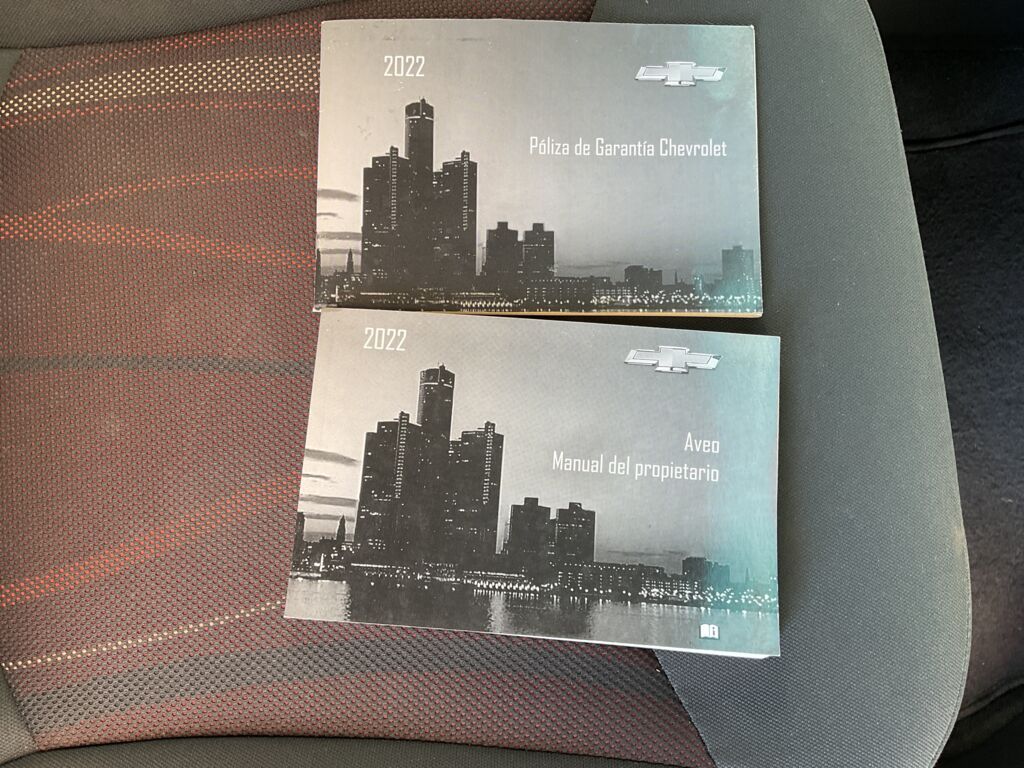 2022
Póliza de Garantía Chevrolet
2022
Aveo
Manual del propietario